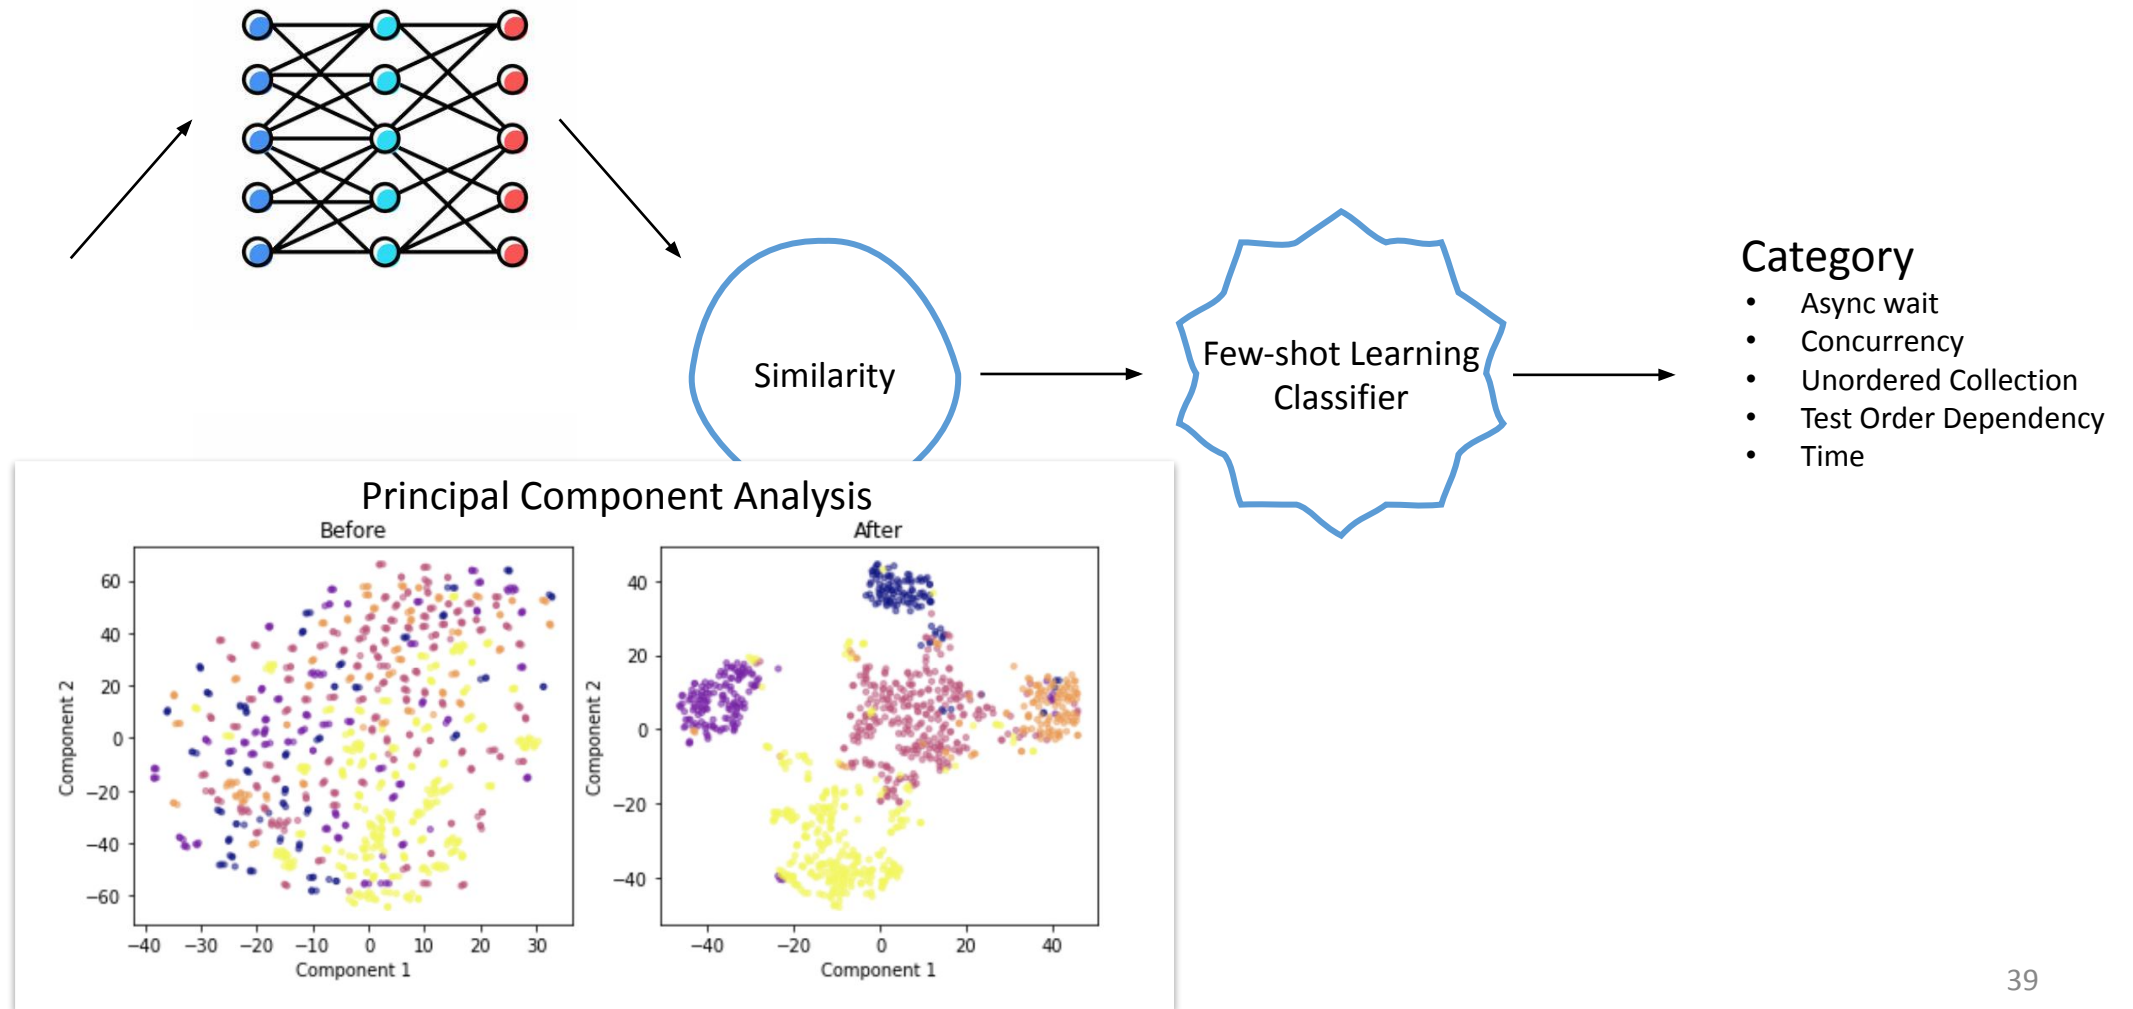 Similarity
Few-shot Learning
Classifier
Category
• Async wait
• Concurrency
• Unordered Collection
• Test Order Dependency
• Time
Principal Component Analysis
Before
60
40
20
0
−20
−40
−60
Component 2
−40 −30 −20 −10 0 10 20 30
Component 1
After
40
20
0
−20
−40
Component 2
−40 −20 0 20 40
Component 1
39